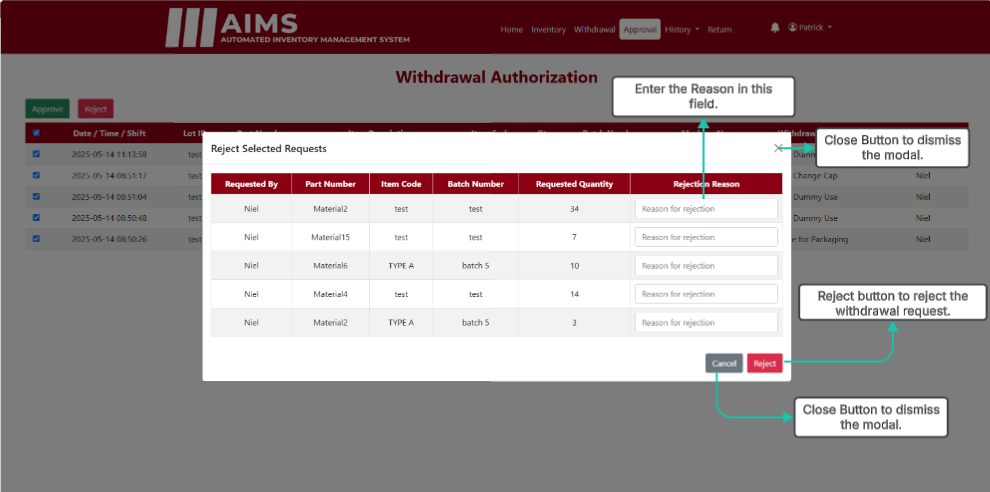 AIMS
AUTOMATED INVENTORY MANAGEMENT SYSTEM
Home Inventory Withdrawal Approval History Return Patrick
Withdrawal Authorization
Enter the Reason in this
field.
Approve Reject
Date / Time / Shift Lot ID
Close Button to dismiss
the modal.
Reject Selected Requests
2025-05-14 11:13:58 test Dummy Use
2025-05-14 08:51:17 test Change Cap Niel
2025-05-14 08:51:04 test Dummy Use Niel
2025-05-14 08:50:48 test Dummy Use Niel
2025-05-14 08:50:26 test for Packaging Niel
Requested By Part Number Item Code Batch Number Requested Quantity Rejection Reason
Niel Material2 test test 34 Reason for rejection
Niel Material15 test test 7 Reason for rejection
Niel Material6 TYPE A batch 5 10 Reason for rejection
Niel Material4 test test 14 Reason for rejection
Niel Material2 TYPE A batch 5 3 Reason for rejection
Reject button to reject the
withdrawal request.
Cancel Reject
Close Button to dismiss
the modal.